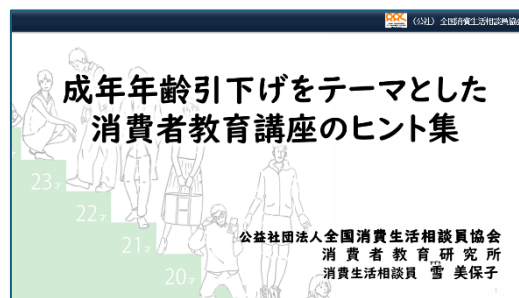 (公社) 全国消費生活相談員協会
成年年齢引下げをテーマとした
消費者教育講座のヒント集
23才
22才
21才
20才
公益社団法人全国消費生活相談員協会
消費者教育研究所
消費生活相談員 雪 美保子